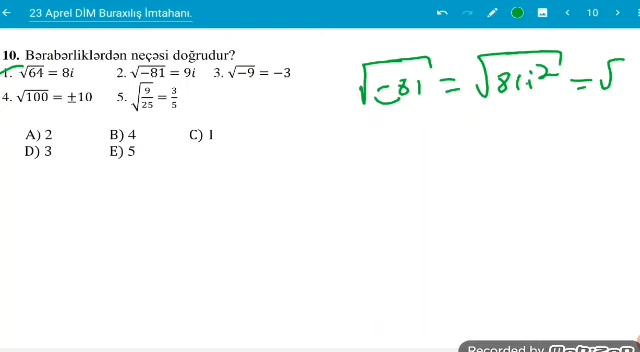 23 Aprel DİM Buraxılış İmtahanı.
10
10. Bərabərliklərdən neçəsi doğrudur?
1. √64 = 8i 2. √−81 = 9i 3. √−9 = −3
4. √100 = ±10 5. √9/25 = 3/5
A) 2 B) 4 C) 1
D) 3 E) 5
√−81 = √81i² = √
Recorded by